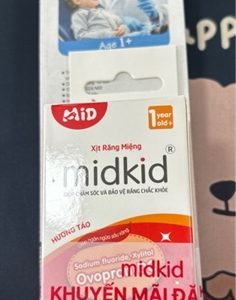 Age 1+
APP
MiD
1 year
old+
Xịt Răng Miệng
midkid®
GIÚP CHĂM SÓC VÀ BẢO VỆ RĂNG CHẮC KHỎE
HƯƠNG TÁO
Sodium fluoride, Xylitol
Ovopro
midkid
KHUYẾN MÃI